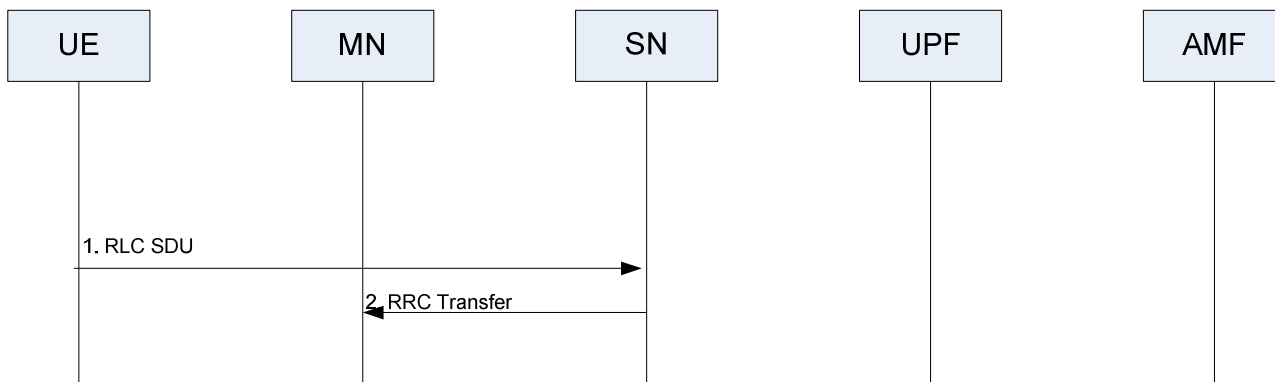 UE
MN
SN
UPF
AMF
1. RLC SDU
2. RRC Transfer